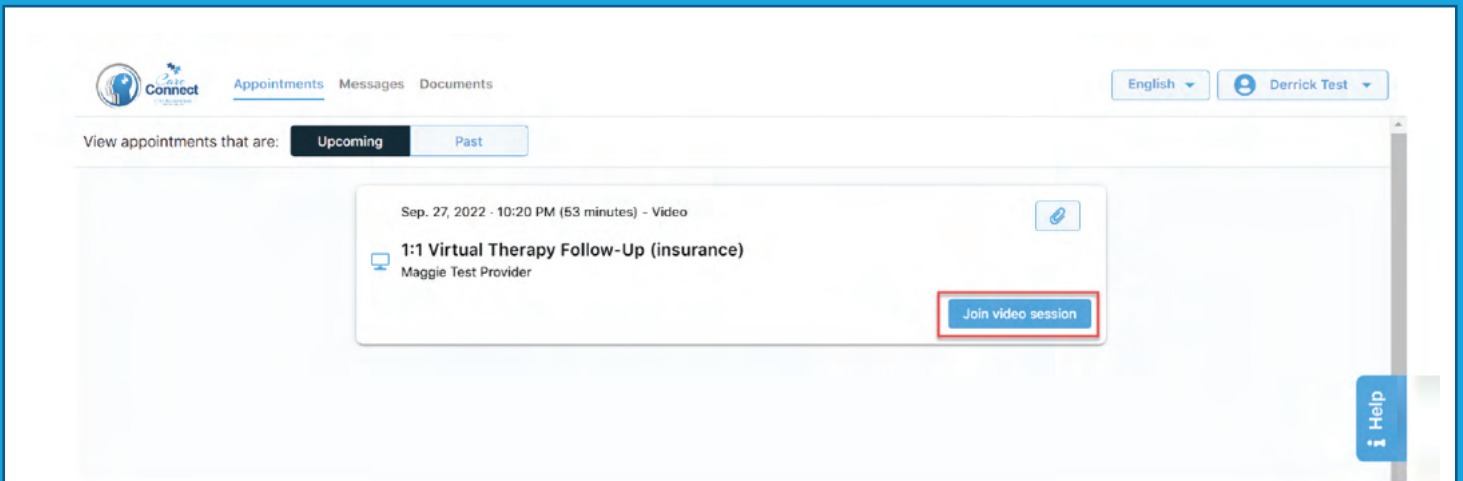 Care
Connect
Appointments Messages Documents
English
Derrick Test
View appointments that are: Upcoming Past
Sep. 27, 2022 - 10:20 PM (53 minutes) - Video
1:1 Virtual Therapy Follow-Up (insurance)
Maggie Test Provider
Join video session
Help